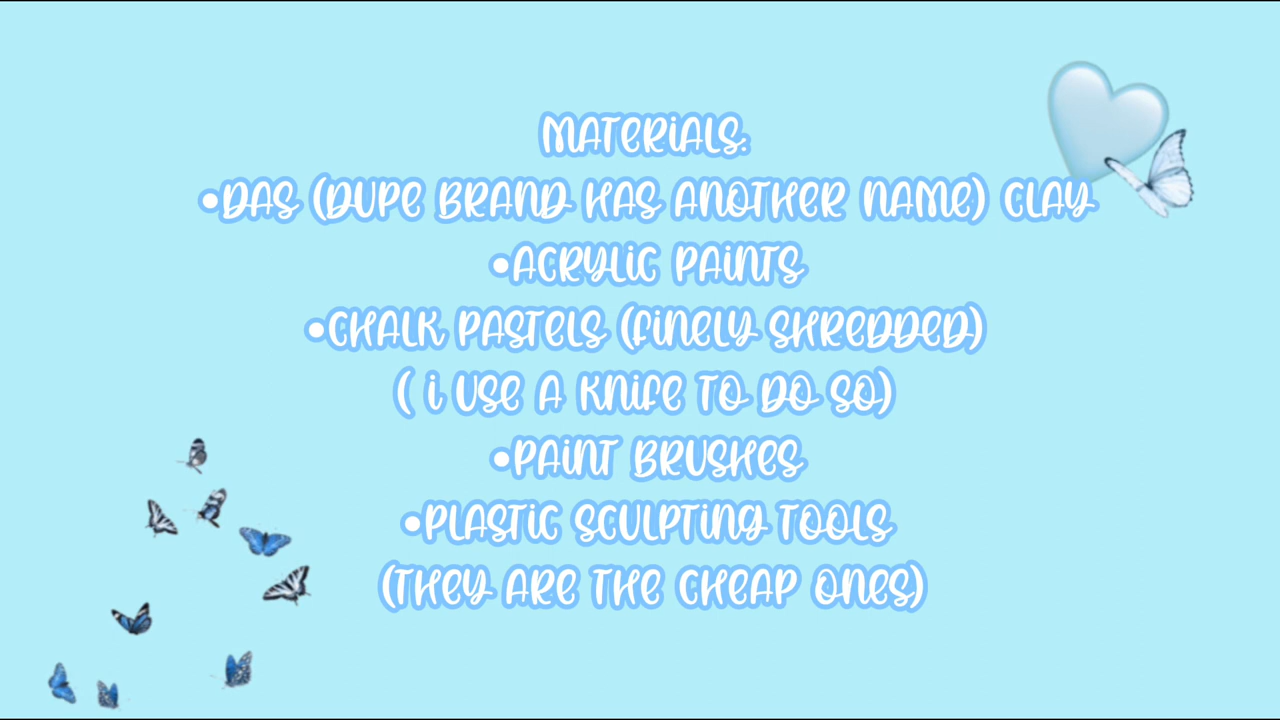 MATERIALS:
•DAS (DUPE BRAND HAS ANOTHER NAME) CLAY
•ACRYLIC PAINTS
•CHALK PASTELS (FINELY SHREDDED)
( I USE A KNIFE TO DO SO)
•PAINT BRUSHES
•PLASTIC SCULPTING TOOLS
(THEY ARE THE CHEAP ONES)